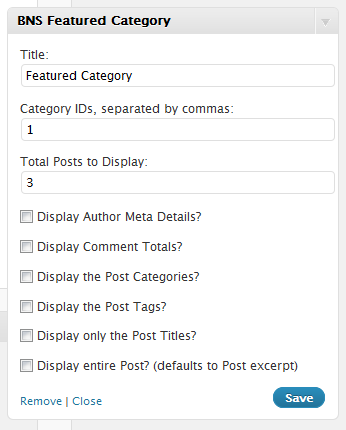 BNS Featured Category
Title:
Featured Category
Category IDs, separated by commas:
1
Total Posts to Display:
3
Display Author Meta Details?
Display Comment Totals?
Display the Post Categories?
Display the Post Tags?
Display only the Post Titles?
Display entire Post? (defaults to Post excerpt)
Remove | Close Save